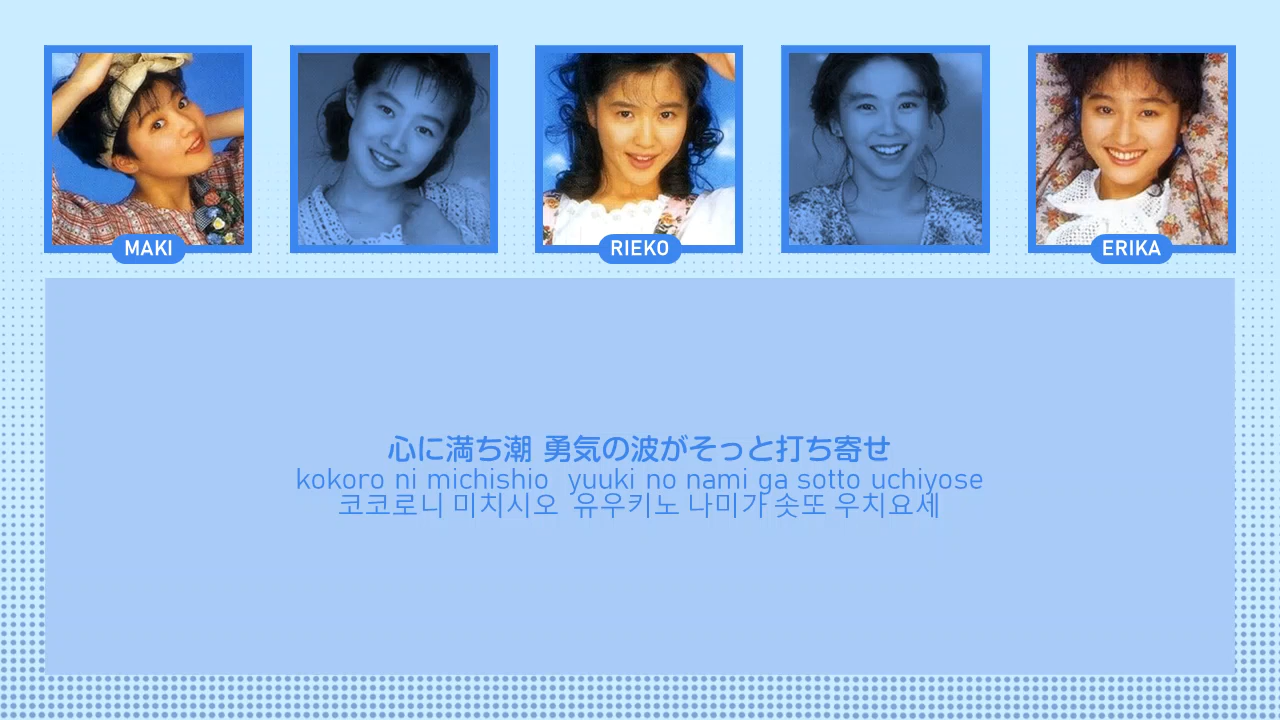 MAKI
RIEKO
ERIKA
心に満ち潮 勇気の波がそっと打ち寄せ
kokoro ni michishio  yuuki no nami ga sotto uchiyose
코코로니 미치시오  유우키노 나미가 솟또 우치요세